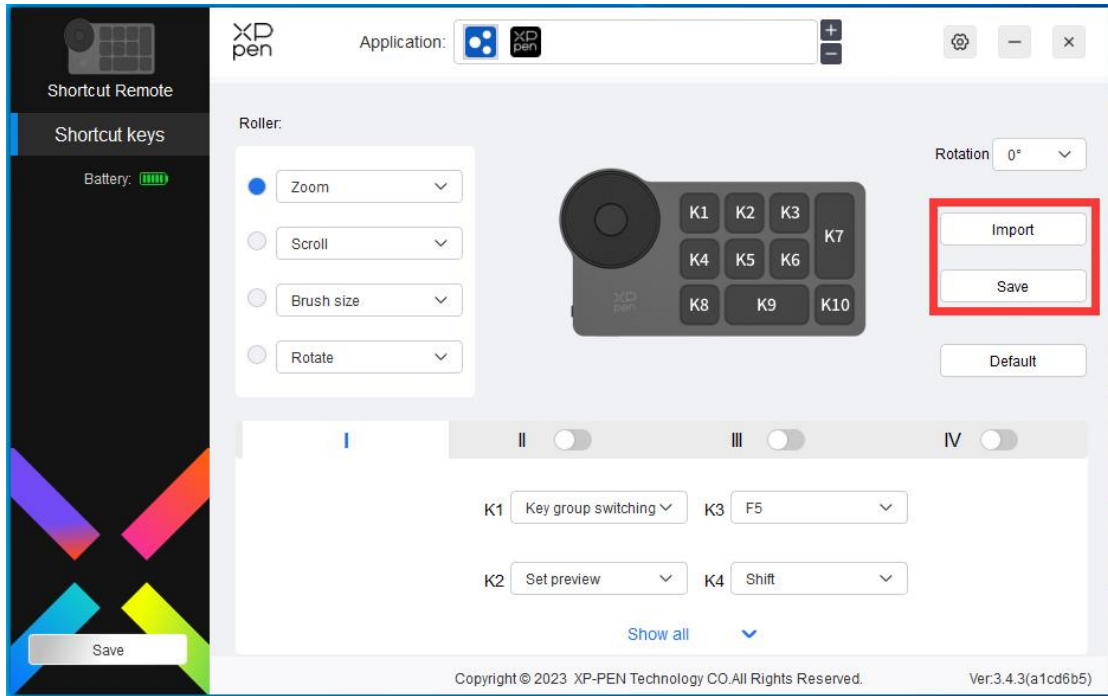 Shortcut Remote
Shortcut keys
Battery:
XP
pen
Application:
XP
pen
+
−
Roller:
Zoom
Scroll
Brush size
Rotate
K1 K2 K3
K7
K4 K5 K6
K8 K9 K10
XP
pen
Rotation 0°
Import
Save
Default
I II III IV
K1 Key group switching K3 F5
K2 Set preview K4 Shift
Show all
Save
Copyright © 2023 XP-PEN Technology CO.All Rights Reserved. Ver:3.4.3(a1cd6b5)